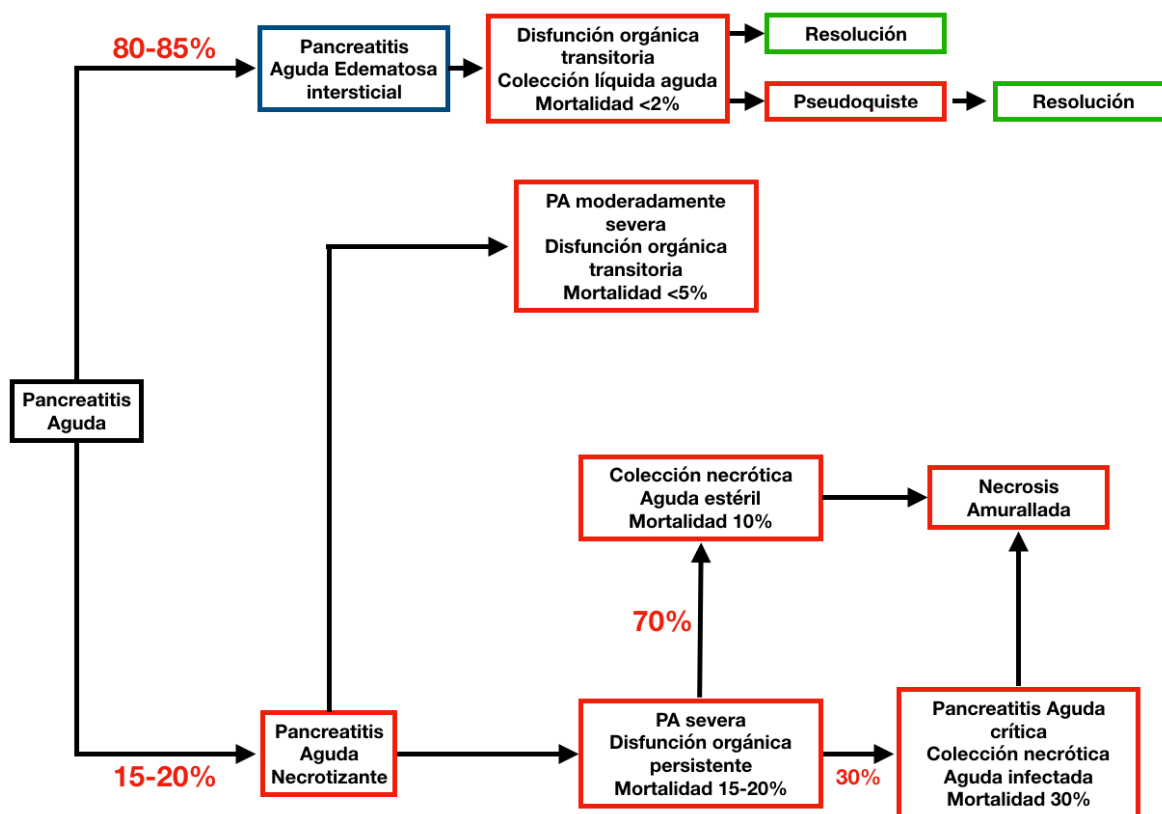 80-85%
Pancreatitis
Aguda Edematosa
intersticial
Disfunción orgánica
transitoria
Colección líquida aguda
Mortalidad <2%
Resolución
Pseudoquiste
Resolución
PA moderadamente
severa
Disfunción orgánica
transitoria
Mortalidad <5%
Pancreatitis
Aguda
Colección necrótica
Aguda estéril
Mortalidad 10%
Necrosis
Amurallada
70%
15-20%
Pancreatitis
Aguda
Necrotizante
PA severa
Disfunción orgánica
persistente
Mortalidad 15-20%
30%
Pancreatitis Aguda
crítica
Colección necrótica
Aguda infectada
Mortalidad 30%